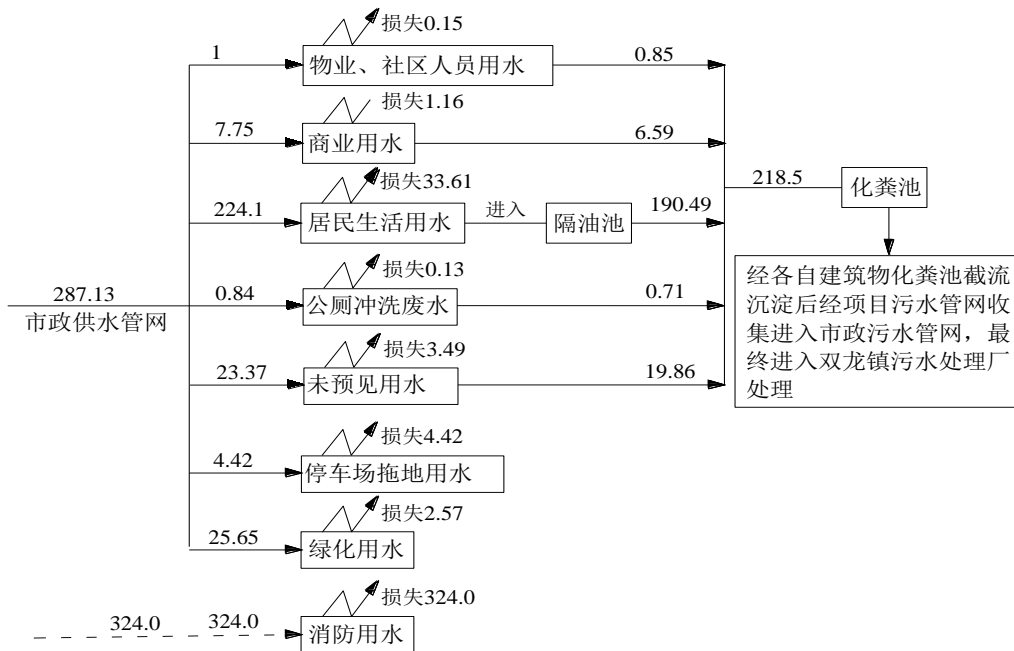 损失0.15
1
物业、社区人员用水
0.85
损失1.16
7.75
商业用水
6.59
218.5
化粪池
损失33.61
224.1
居民生活用水
进入
隔油池
190.49
经各自建筑物化粪池截流
沉淀后经项目污水管网收
集进入市政污水管网，最
终进入双龙镇污水处理厂
处理
287.13
市政供水管网
损失0.13
0.84
公厕冲洗废水
0.71
损失3.49
23.37
未预见用水
19.86
损失4.42
4.42
停车场拖地用水
损失2.57
25.65
绿化用水
损失324.0
324.0
324.0
消防用水